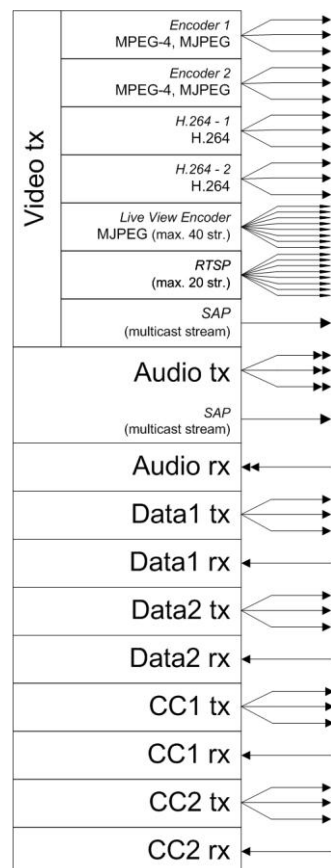 Video tx
Encoder 1
MPEG-4, MJPEG
Encoder 2
MPEG-4, MJPEG
H.264 - 1
H.264
H.264 - 2
H.264
Live View Encoder
MJPEG (max. 40 str.)
RTSP
(max. 20 str.)
SAP
(multicast stream)
Audio tx
SAP
(multicast stream)
Audio rx
Data1 tx
Data1 rx
Data2 tx
Data2 rx
CC1 tx
CC1 rx
CC2 tx
CC2 rx